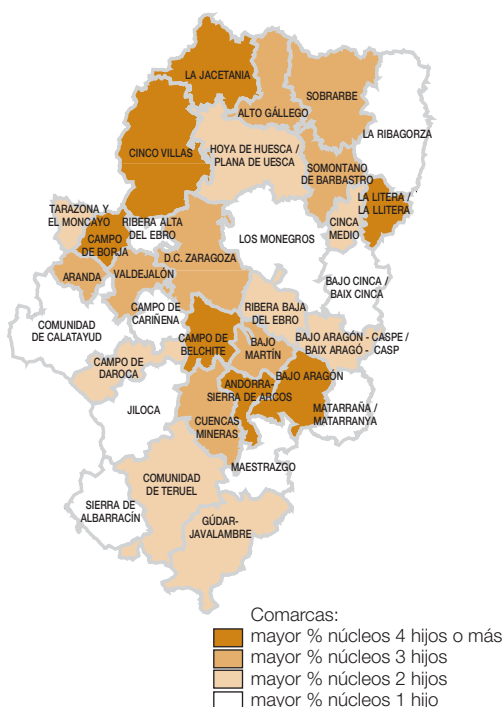 LA JACETANIA
SOBRARBE
ALTO GÁLLEGO
LA RIBAGORZA
CINCO VILLAS
HOYA DE HUESCA /
PLANA DE UESCA
SOMONTANO
DE BARBASTRO
LA LITERA /
LA LLITERA
TARAZONA Y
EL MONCAYO
CAMPO
DE BORJA
RIBERA ALTA
DEL EBRO
CINCA
MEDIO
LOS MONEGROS
D.C. ZARAGOZA
ARANDA
VALDEJALÓN
BAJO CINCA /
BAIX CINCA
CAMPO DE
CARIÑENA
RIBERA BAJA
DEL EBRO
COMUNIDAD
DE CALATAYUD
CAMPO DE
BELCHITE
BAJO
MARTÍN
BAJO ARAGÓN - CASPE /
BAIX ARAGÓ - CASP
CAMPO DE
DAROCA
ANDORRA-
SIERRA DE ARCOS
BAJO ARAGÓN
MATARRAÑA /
MATARRANYA
JILOCA
CUENCAS
MINERAS
MAESTRAZGO
COMUNIDAD
DE TERUEL
SIERRA DE
ALBARRACÍN
GÚDAR-
JAVALAMBRE
Comarcas:
mayor % núcleos 4 hijos o más
mayor % núcleos 3 hijos
mayor % núcleos 2 hijos
mayor % núcleos 1 hijo